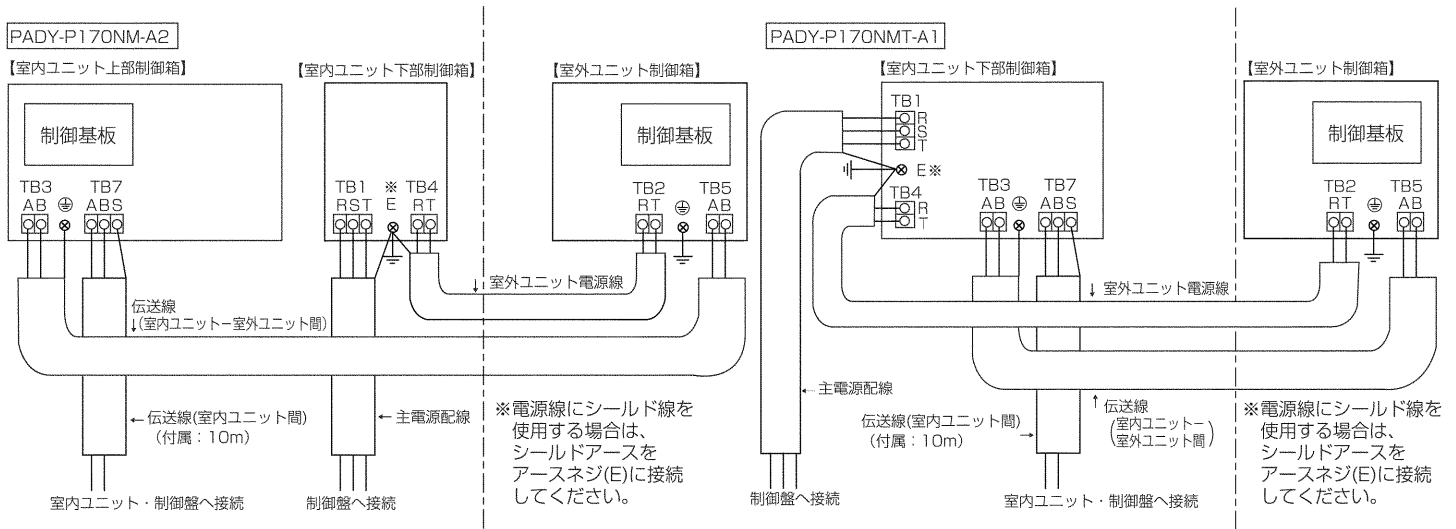 PADY-P170NM-A2
【室内ユニット上部制御箱】
制御基板
TB3
AB
TB7
ABS
【室内ユニット下部制御箱】
TB1
RST
※
E
TB4
RT
【室外ユニット制御箱】
制御基板
TB2
RT
TB5
AB
↓ 室外ユニット電源線
伝送線
↓(室内ユニットー室外ユニット間)
←伝送線(室内ユニット間)
(付属:10m)
←主電源配線
室内ユニット・制御盤へ接続
制御盤へ接続
※電源線にシールド線を
使用する場合は、
シールドアースを
アースネジ(E)に接続
してください。
PADY-P170NMT-A1
【室内ユニット下部制御箱】
TB1
R
S
T
E※
TB4
R
T
TB3
AB
TB7
ABS
【室外ユニット制御箱】
制御基板
TB2
RT
TB5
AB
↓ 室外ユニット電源線
←主電源配線
伝送線(室内ユニット間)
(付属:10m) →
↑ 伝送線
(室内ユニットー
室外ユニット間)
制御盤へ接続
室内ユニット・制御盤へ接続
※電源線にシールド線を
使用する場合は、
シールドアースを
アースネジ(E)に接続
してください。